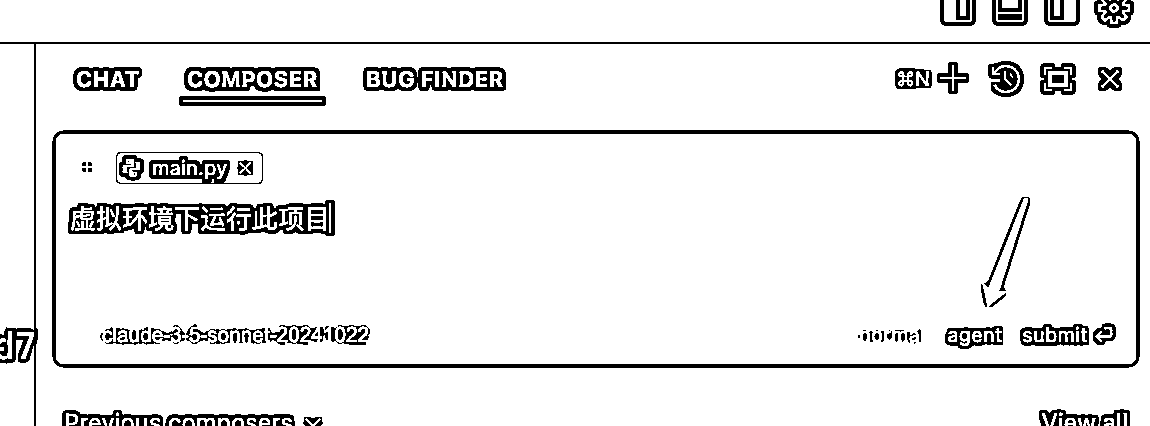 CHAT COMPOSER BUG FINDER ⌘N
main.py
虚拟环境下运行此项目
claude-3-5-sonnet-20241022 normal agent submit
d7
Previous composers View all